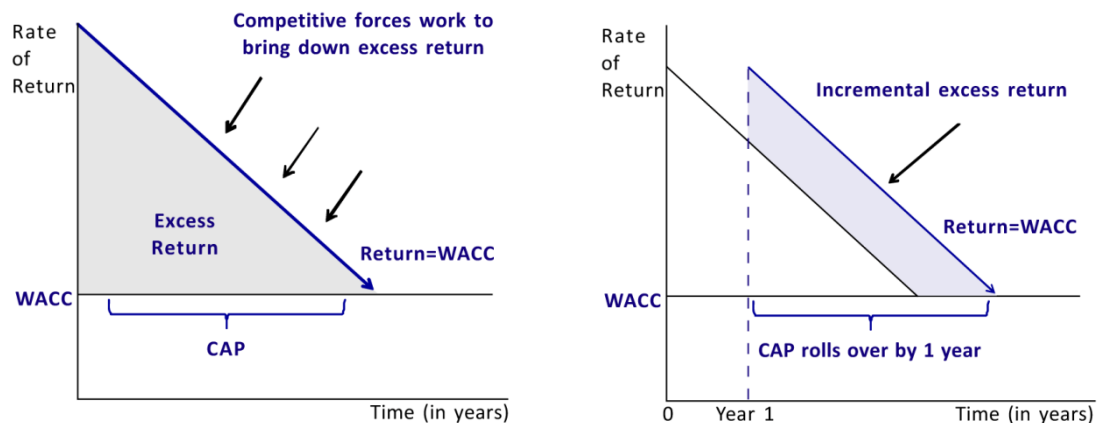 Rate
of
Return
Competitive forces work to
bring down excess return
Excess
Return
Return=WACC
WACC
CAP
Time (in years)
Rate
of
Return
Incremental excess return
Return=WACC
WACC
CAP rolls over by 1 year
0
Year 1
Time (in years)